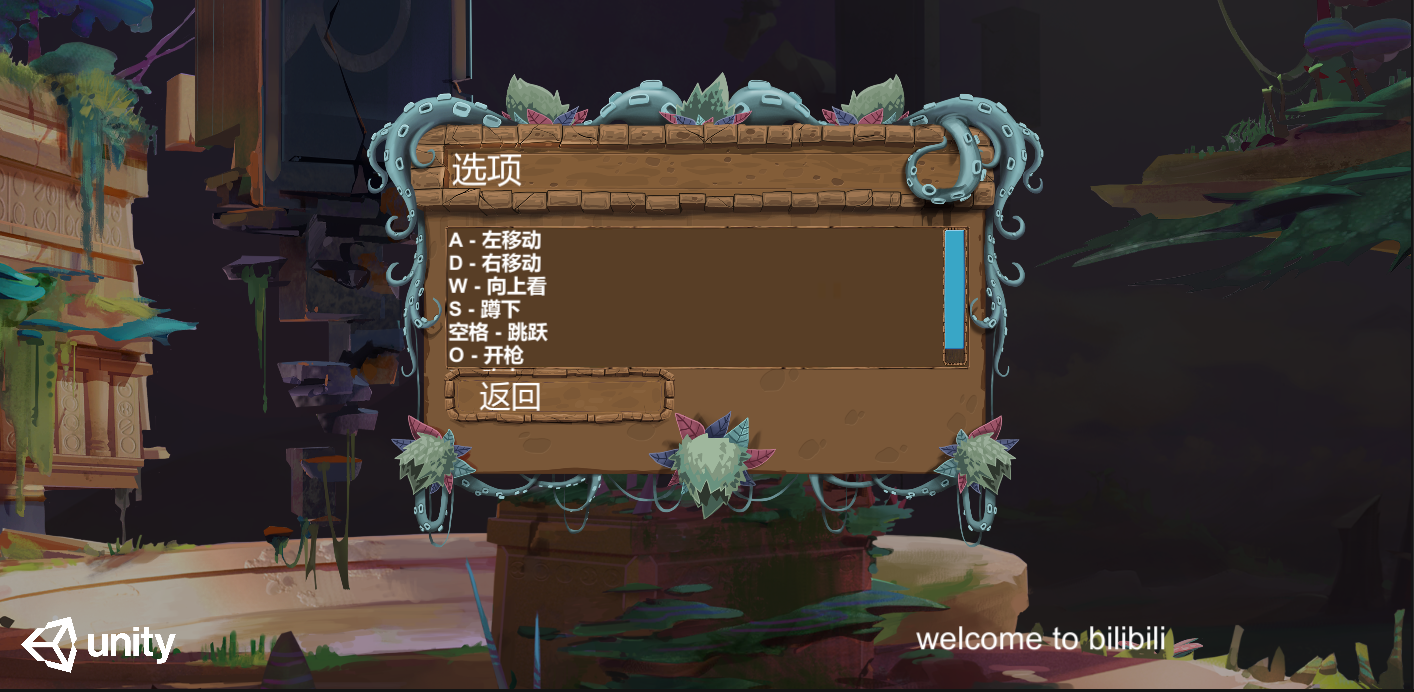 选项
A - 左移动
D - 右移动
W - 向上看
S - 蹲下
空格 - 跳跃
O - 开枪
返回
unity
welcome to bilibili